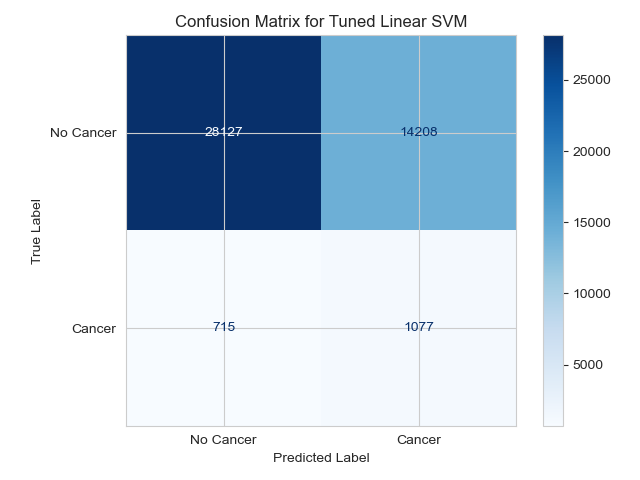 Confusion Matrix for Tuned Linear SVM
No Cancer
28127
14208
Cancer
715
1077
No Cancer
Cancer
Predicted Label
True Label
25000
20000
15000
10000
5000